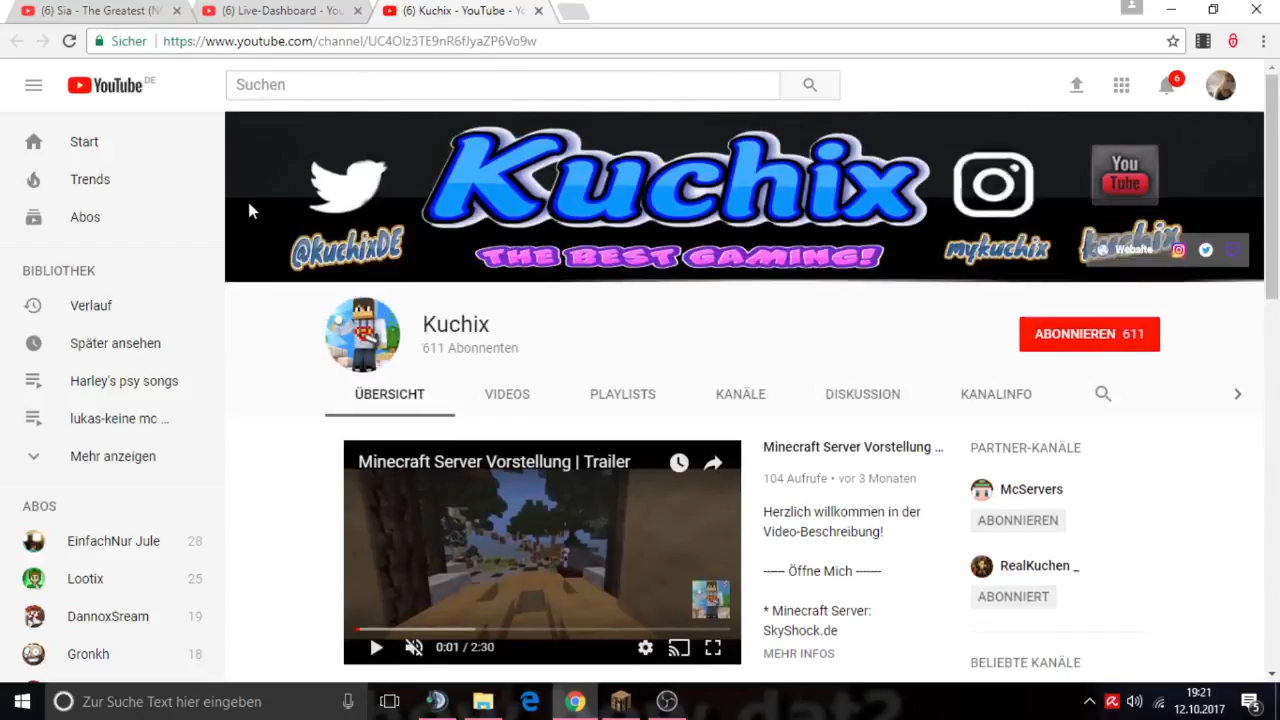 (6) Sia - The Greatest (N
(6) Live-Dashboard - You
(6) Kuchix - YouTube - Yo
Sicher
https://www.youtube.com/channel/UC4Olz3TE9nR6fJyaZP6Vo9w
YouTube DE
Suchen
6
Start
Trends
Abos
BIBLIOTHEK
Verlauf
Später ansehen
Harley's psy songs
lukas-keine mc ...
Mehr anzeigen
ABOS
EinfachNur Jule 28
Lootix 25
DannoxSream 19
Gronkh 18
Kuchix
THE BEST GAMING!
@kuchixDE
mykuchix
You
Tube
kuchix
Website
Kuchix
611 Abonnenten
ABONNIEREN 611
ÜBERSICHT
VIDEOS
PLAYLISTS
KANÄLE
DISKUSSION
KANALINFO
Minecraft Server Vorstellung | Trailer
0:01 / 2:30
Minecraft Server Vorstellung ...
104 Aufrufe • vor 3 Monaten
Herzlich willkommen in der
Video-Beschreibung!
----- Öffne Mich ------
* Minecraft Server:
SkyShock.de
MEHR INFOS
PARTNER-KANÄLE
McServers
ABONNIEREN
RealKuchen _
ABONNIERT
BELIEBTE KANÄLE
Zur Suche Text hier eingeben
19:21
12.10.2017
5